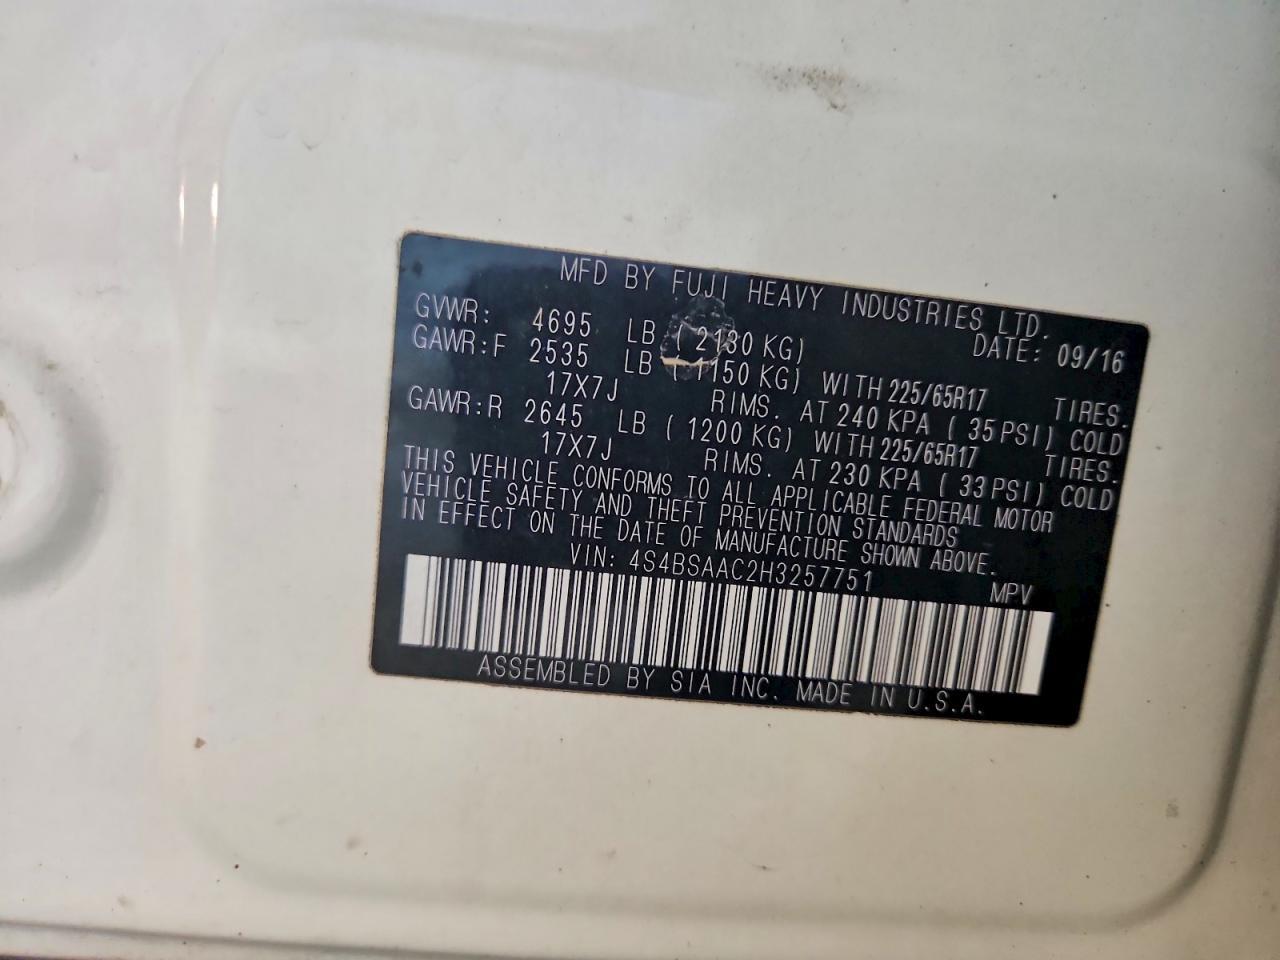 MFD BY FUJI HEAVY INDUSTRIES LTD.
GVWR: 4695 LB ( 2130 KG) DATE: 09/16
GAWR:F 2535 LB ( 1150 KG) WITH 225/65R17 TIRES.
17X7J RIMS. AT 240 KPA ( 35 PSI) COLD
GAWR:R 2645 LB ( 1200 KG) WITH 225/65R17 TIRES.
17X7J RIMS. AT 230 KPA ( 33 PSI) COLD
THIS VEHICLE CONFORMS TO ALL APPLICABLE FEDERAL MOTOR
VEHICLE SAFETY AND THEFT PREVENTION STANDARDS
IN EFFECT ON THE DATE OF MANUFACTURE SHOWN ABOVE.
VIN: 4S4BSAAC2H3257751 MPV
ASSEMBLED BY SIA INC. MADE IN U.S.A.